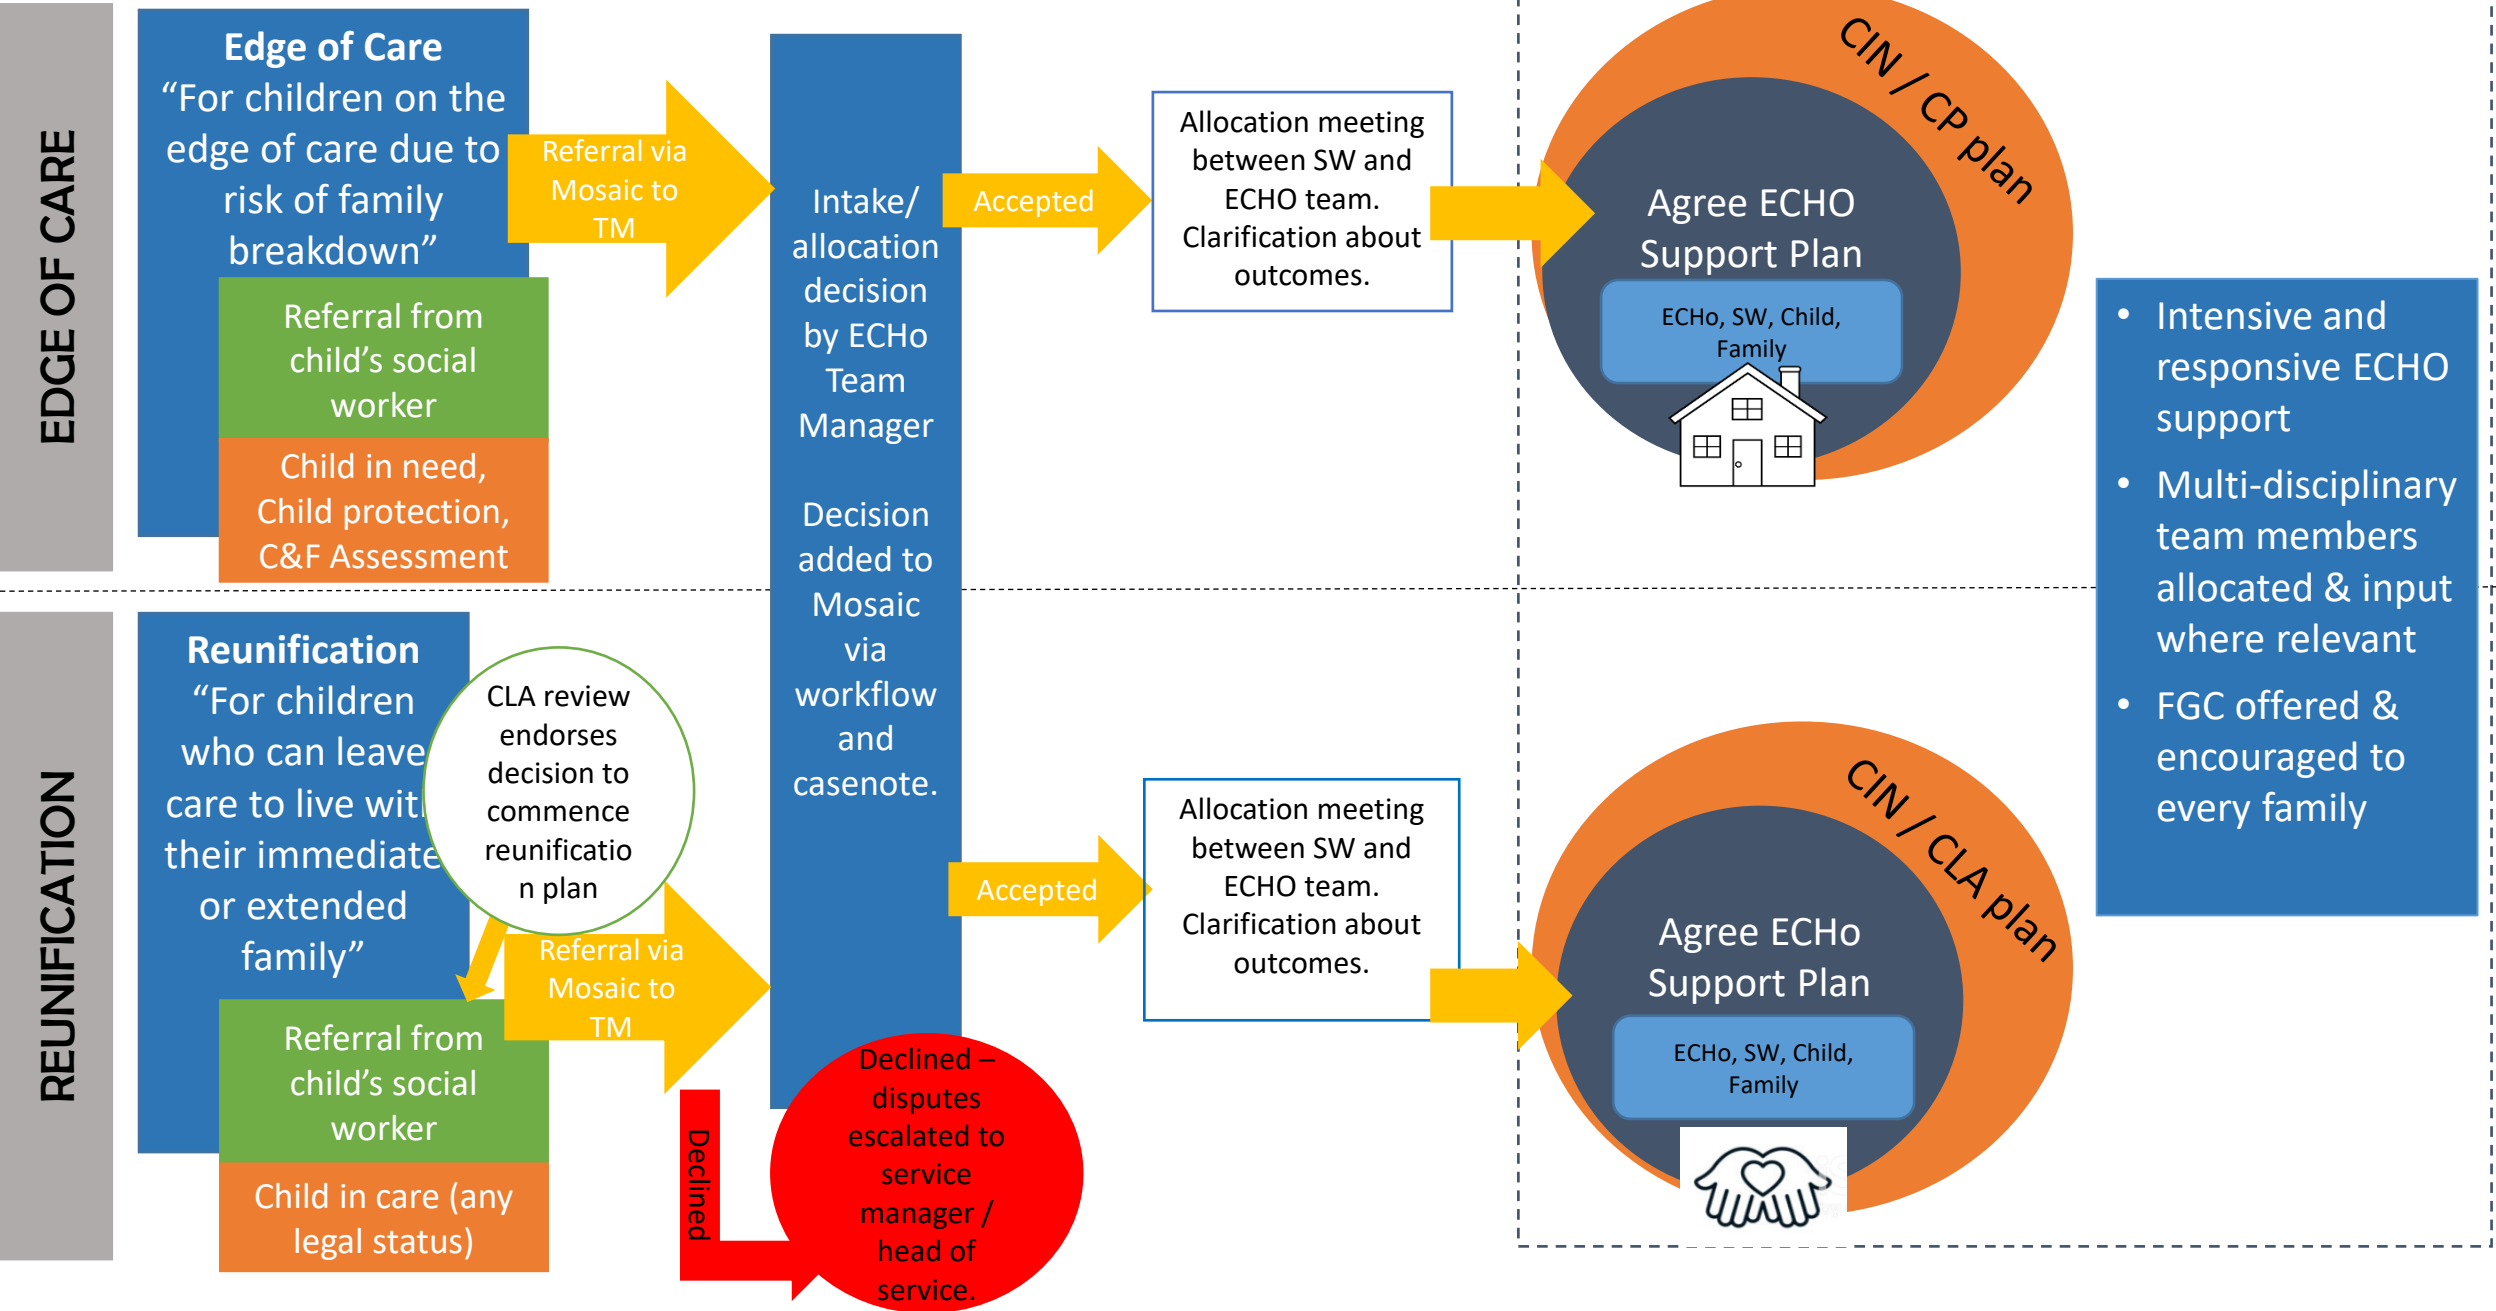 EDGE OF CARE
Edge of Care
“For children on the
edge of care due to
risk of family
breakdown”
Referral from
child’s social
worker
Child in need,
Child protection,
C&F Assessment
Referral via
Mosaic to
TM
Intake/
allocation
decision
by ECHo
Team
Manager
Decision
added to
Mosaic
via
workflow
and
casenote.
Accepted
Allocation meeting
between SW and
ECHO team.
Clarification about
outcomes.
CIN / CP plan
Agree ECHO
Support Plan
ECHo, SW, Child,
Family
• Intensive and
responsive ECHO
support
• Multi-disciplinary
team members
allocated & input
where relevant
• FGC offered &
encouraged to
every family
REUNIFICATION
Reunification
“For children
who can leave
care to live wit
their immediate
or extended
family”
CLA review
endorses
decision to
commence
reunificatio
n plan
Referral from
child’s social
worker
Child in care (any
legal status)
Referral via
Mosaic to
TM
Declined
Declined –
disputes
escalated to
service
manager /
head of
service.
Accepted
Allocation meeting
between SW and
ECHO team.
Clarification about
outcomes.
CIN / CLA plan
Agree ECHo
Support Plan
ECHo, SW, Child,
Family